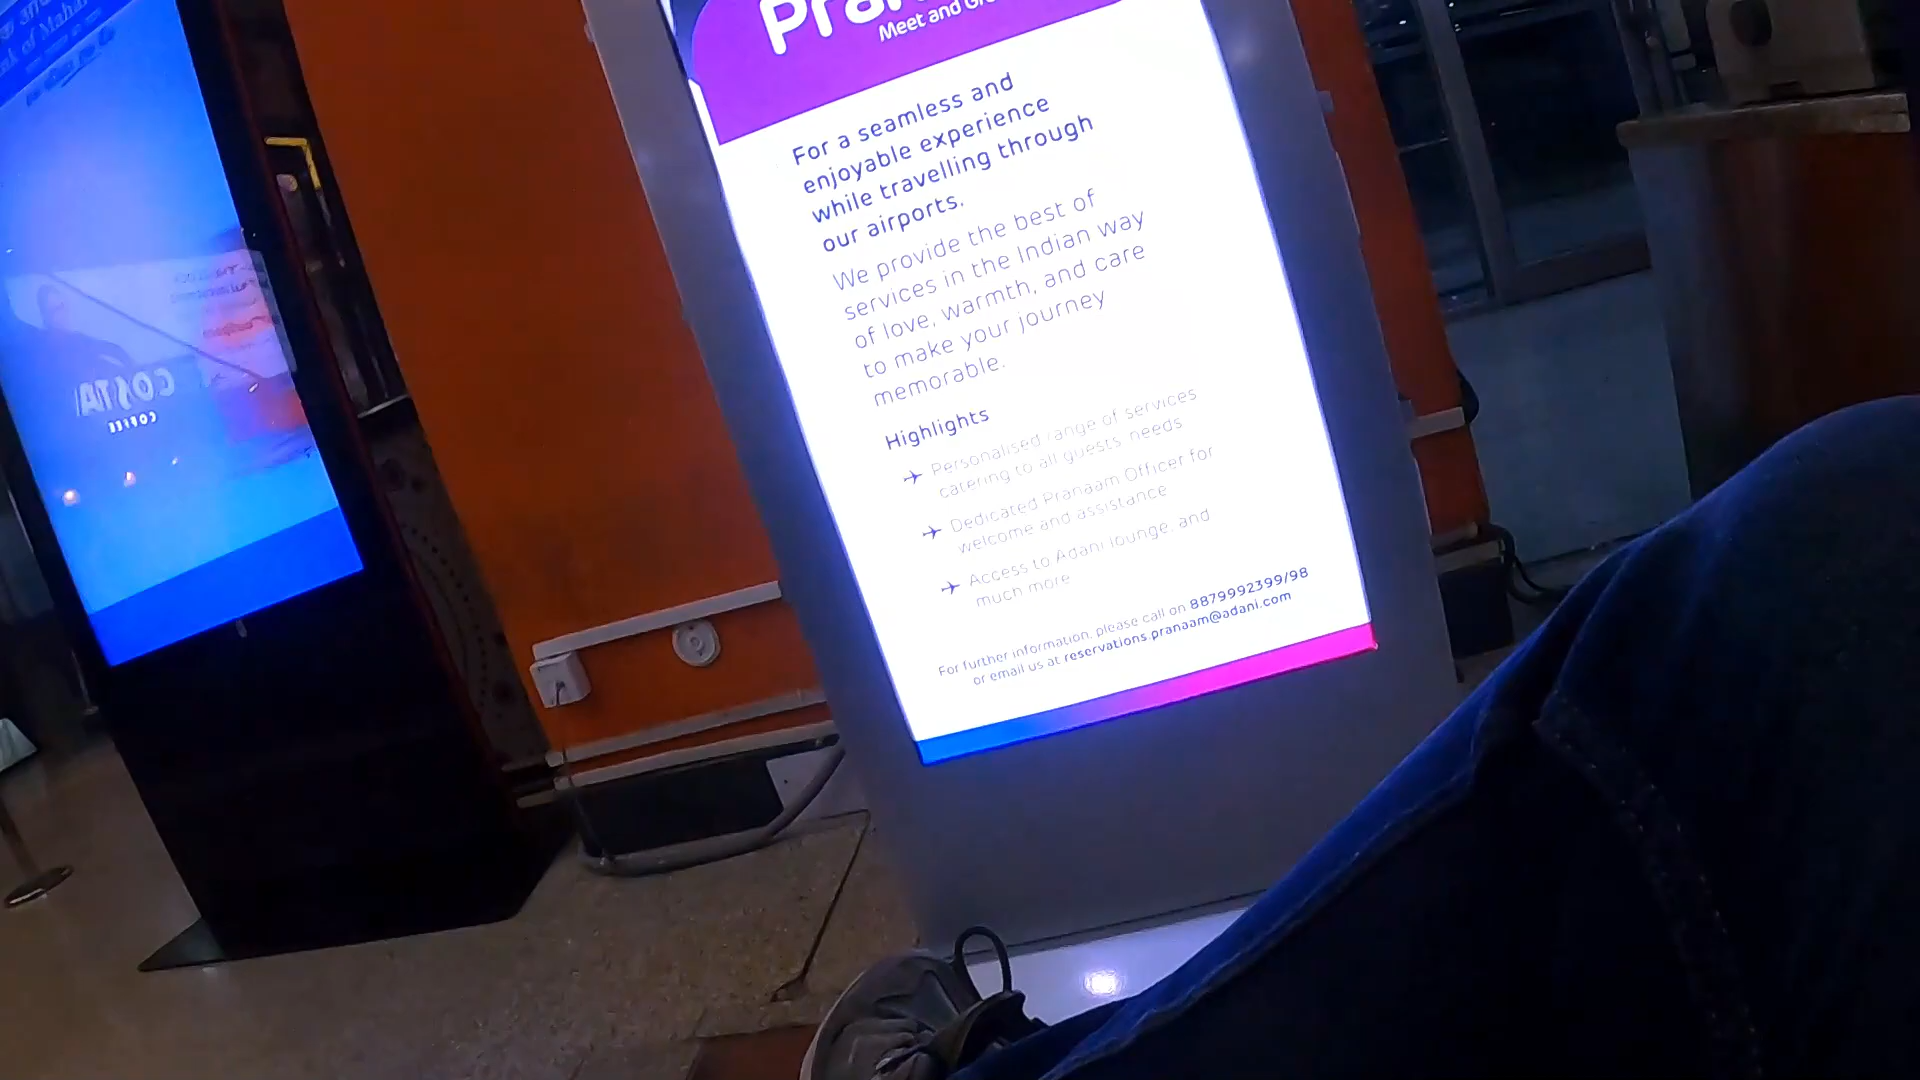 Meet and
For a seamless and
enjoyable experience
while travelling through
our airports.
We provide the best of
services in the Indian way
of love, warmth, and care
to make your journey
memorable.
Highlights
Personalised range of services
catering to all guests' needs
Dedicated Pranaam Officer for
welcome and assistance
Access to Adani lounge, and
much more
For further information, please call on 8879992399/98
or email us at reservations.pranaam@adani.com
COSTA
COFFEE